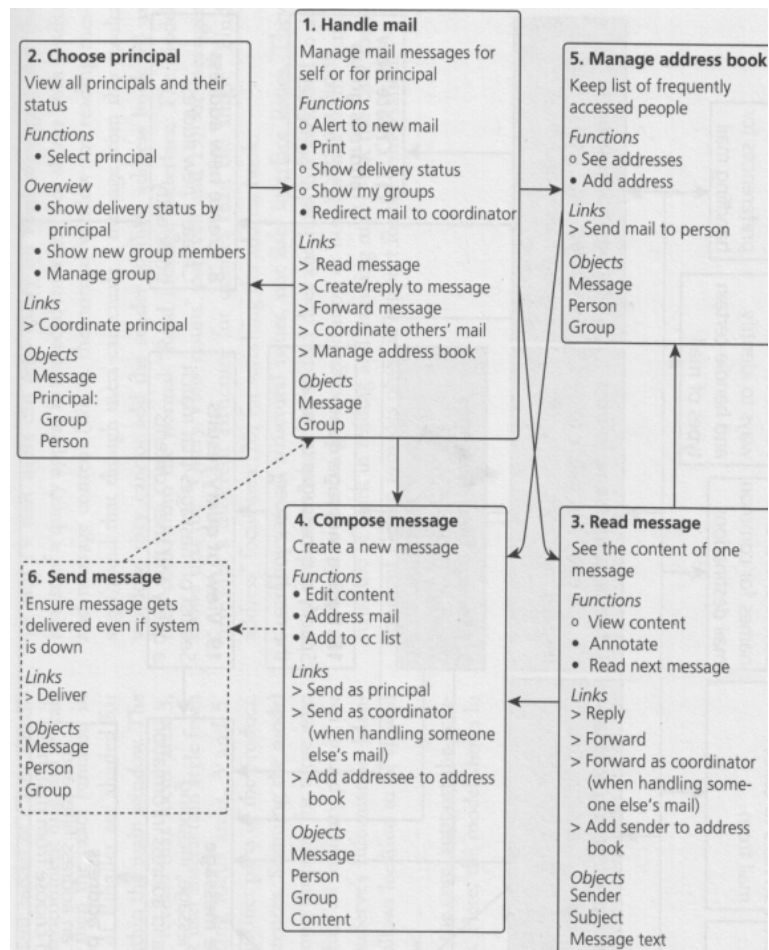 1. Handle mail
Manage mail messages for
self or for principal
Functions
○ Alert to new mail
• Print
○ Show delivery status
○ Show my groups
• Redirect mail to coordinator
Links
> Read message
> Create/reply to message
> Forward message
> Coordinate others' mail
> Manage address book
Objects
Message
Group
2. Choose principal
View all principals and their
status
Functions
• Select principal
Overview
• Show delivery status by
principal
• Show new group members
• Manage group
Links
> Coordinate principal
Objects
Message
Principal:
Group
Person
3. Read message
See the content of one
message
Functions
○ View content
• Annotate
• Read next message
Links
> Reply
> Forward
> Forward as coordinator
(when handling some-
one else's mail)
> Add sender to address
book
Objects
Sender
Subject
Message text
4. Compose message
Create a new message
Functions
• Edit content
• Address mail
• Add to cc list
Links
> Send as principal
> Send as coordinator
(when handling someone
else's mail)
> Add addressee to address
book
Objects
Message
Person
Group
Content
5. Manage address book
Keep list of frequently
accessed people
Functions
○ See addresses
• Add address
Links
> Send mail to person
Objects
Message
Person
Group
6. Send message
Ensure message gets
delivered even if system
is down
Links
> Deliver
Objects
Message
Person
Group